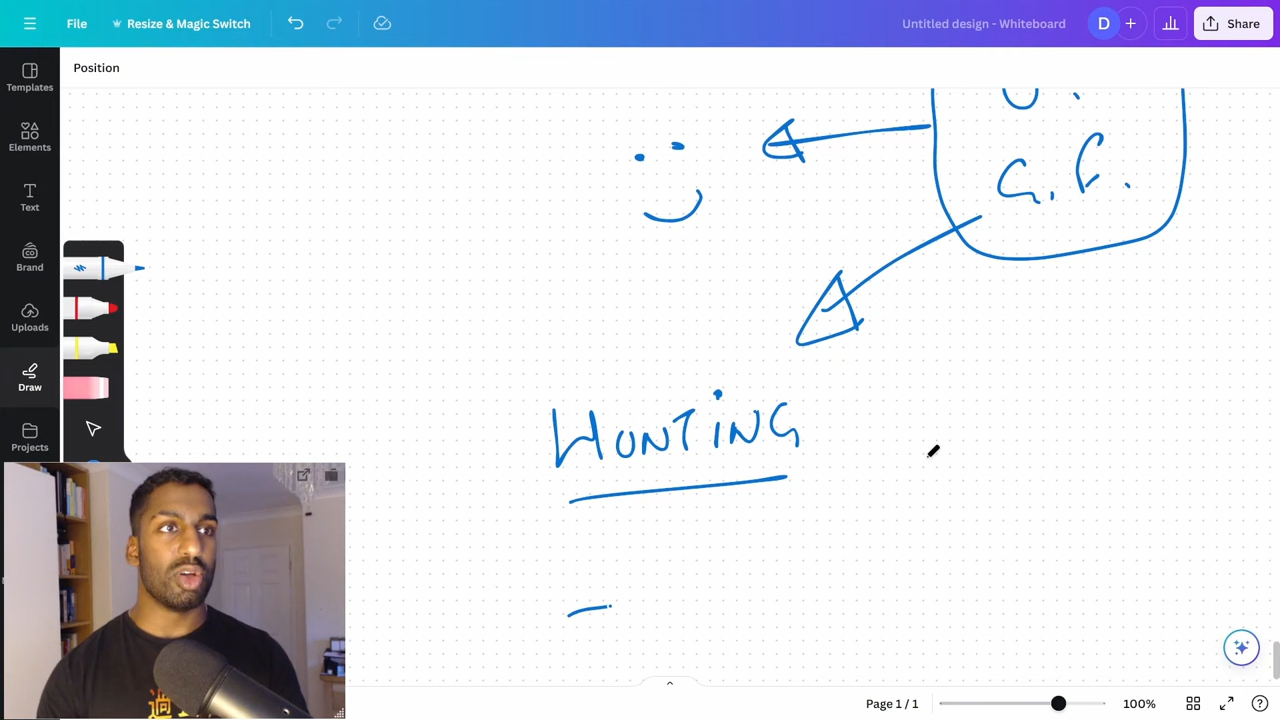 File
Resize & Magic Switch
Untitled design - Whiteboard
D
Share
Templates
Elements
Text
Brand
Uploads
Draw
Projects
Position
G.F.
HUNTING
Page 1 / 1
100%